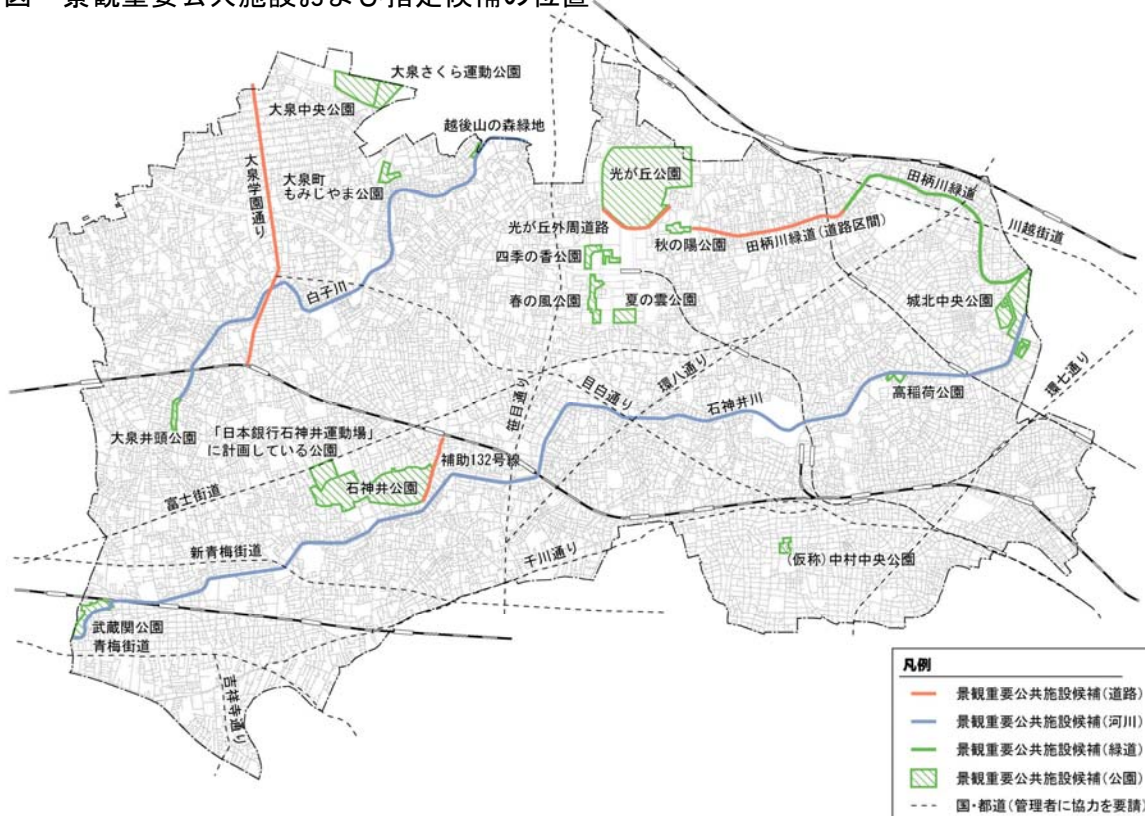 図 景観重要公共施設および指定候補の位置
大泉さくら運動公園
大泉中央公園
越後山の森緑地
大泉学園通り
大泉町
もみじやま公園
光が丘公園
田柄川緑道
川越街道
光が丘外周道路
秋の陽公園
田柄川緑道(道路区間)
四季の香公園
白子川
春の風公園
夏の雲公園
城北中央公園
笹目通り
目白通り
環八通り
石神井川
高稲荷公園
環七通り
大泉井頭公園
「日本銀行石神井運動場」
に計画している公園
補助132号線
石神井公園
富士街道
新青梅街道
千川通り
(仮称)中村中央公園
武蔵関公園
青梅街道
吉祥寺通り
凡例
景観重要公共施設候補(道路)
景観重要公共施設候補(河川)
景観重要公共施設候補(緑道)
景観重要公共施設候補(公園)
国・都道(管理者に協力を要請)